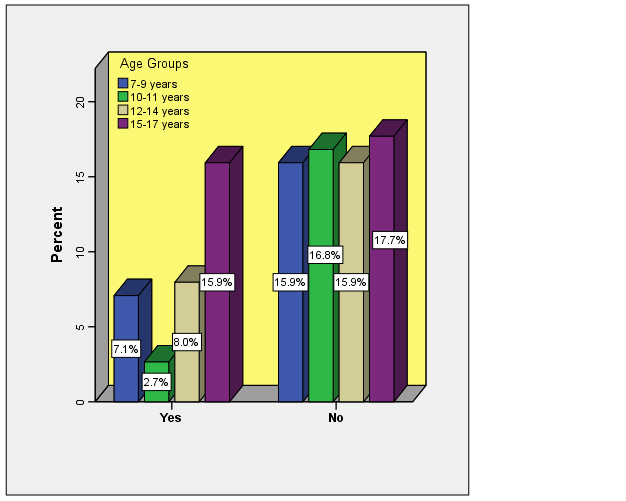 Age Groups
7-9 years
10-11 years
12-14 years
15-17 years
Percent
20
15
10
5
0
7.1%
2.7%
8.0%
15.9%
15.9%
16.8%
15.9%
17.7%
Yes
No